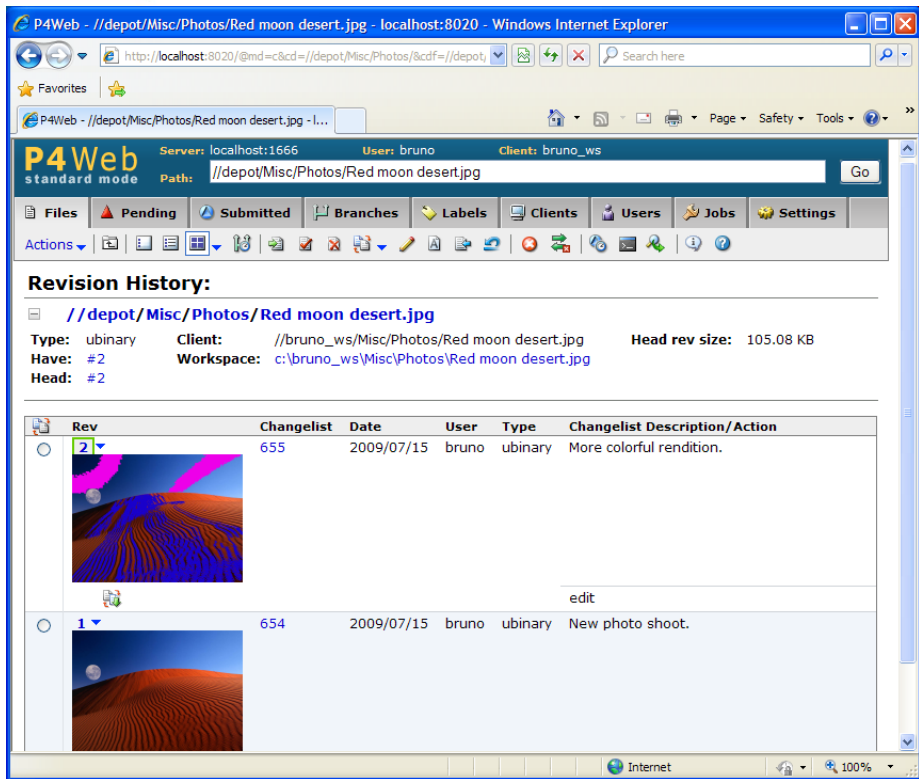 P4Web - //depot/Misc/Photos/Red moon desert.jpg - localhost:8020 - Windows Internet Explorer
http://localhost:8020/@md=c&cd=//depot/Misc/Photos/&cdf=//depot/ Search here
Favorites
P4Web - //depot/Misc/Photos/Red moon desert.jpg - l... Page Safety Tools »
P4Web Server: localhost:1666 User: bruno Client: bruno_ws
standard mode Path: //depot/Misc/Photos/Red moon desert.jpg Go
Files Pending Submitted Branches Labels Clients Users Jobs Settings
Actions
Revision History:
//depot/Misc/Photos/Red moon desert.jpg
Type: ubinary Client: //bruno_ws/Misc/Photos/Red moon desert.jpg Head rev size: 105.08 KB
Have: #2 Workspace: c:\bruno_ws\Misc\Photos\Red moon desert.jpg
Head: #2
Rev Changelist Date User Type Changelist Description/Action
2 655 2009/07/15 bruno ubinary More colorful rendition.
edit
1 654 2009/07/15 bruno ubinary New photo shoot.
Internet 100%